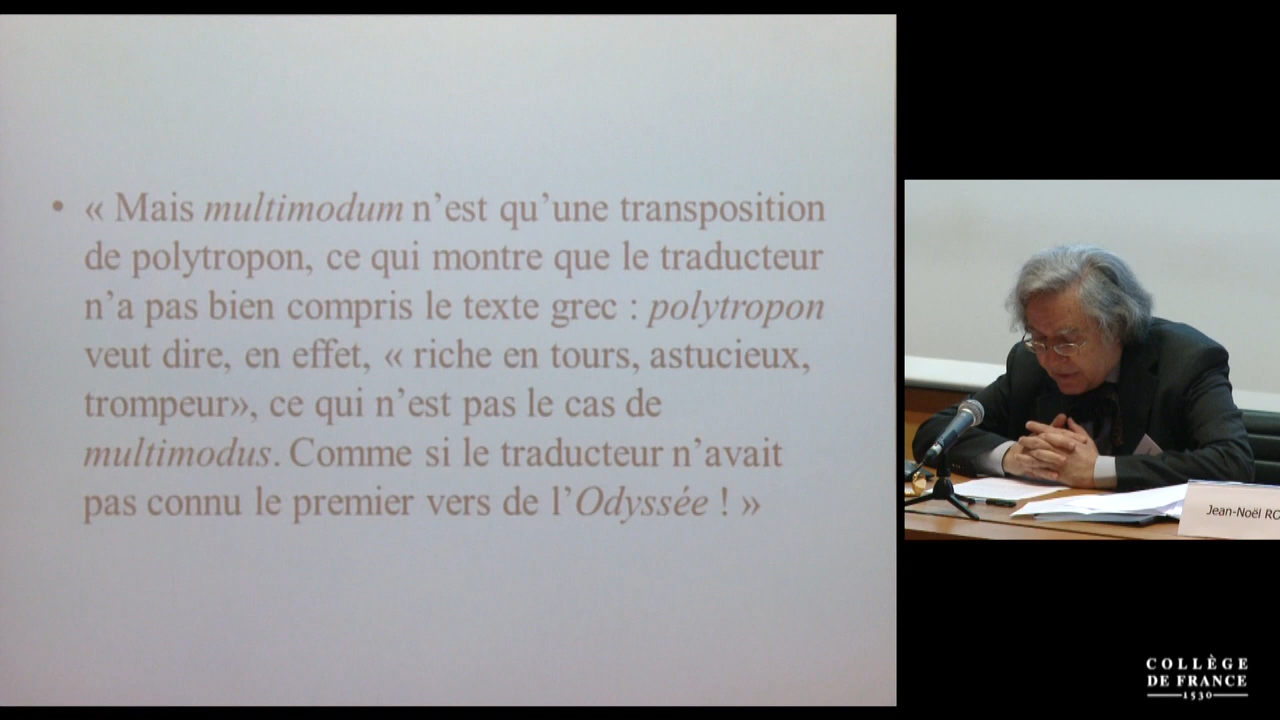 • « Mais multimodum n’est qu’une transposition
de polytropon, ce qui montre que le traducteur
n’a pas bien compris le texte grec : polytropon
veut dire, en effet, « riche en tours, astucieux,
trompeur», ce qui n’est pas le cas de
multimodus. Comme si le traducteur n’avait
pas connu le premier vers de l’Odyssée ! »
Jean-Noël RO
COLLÈGE
DE FRANCE
1530